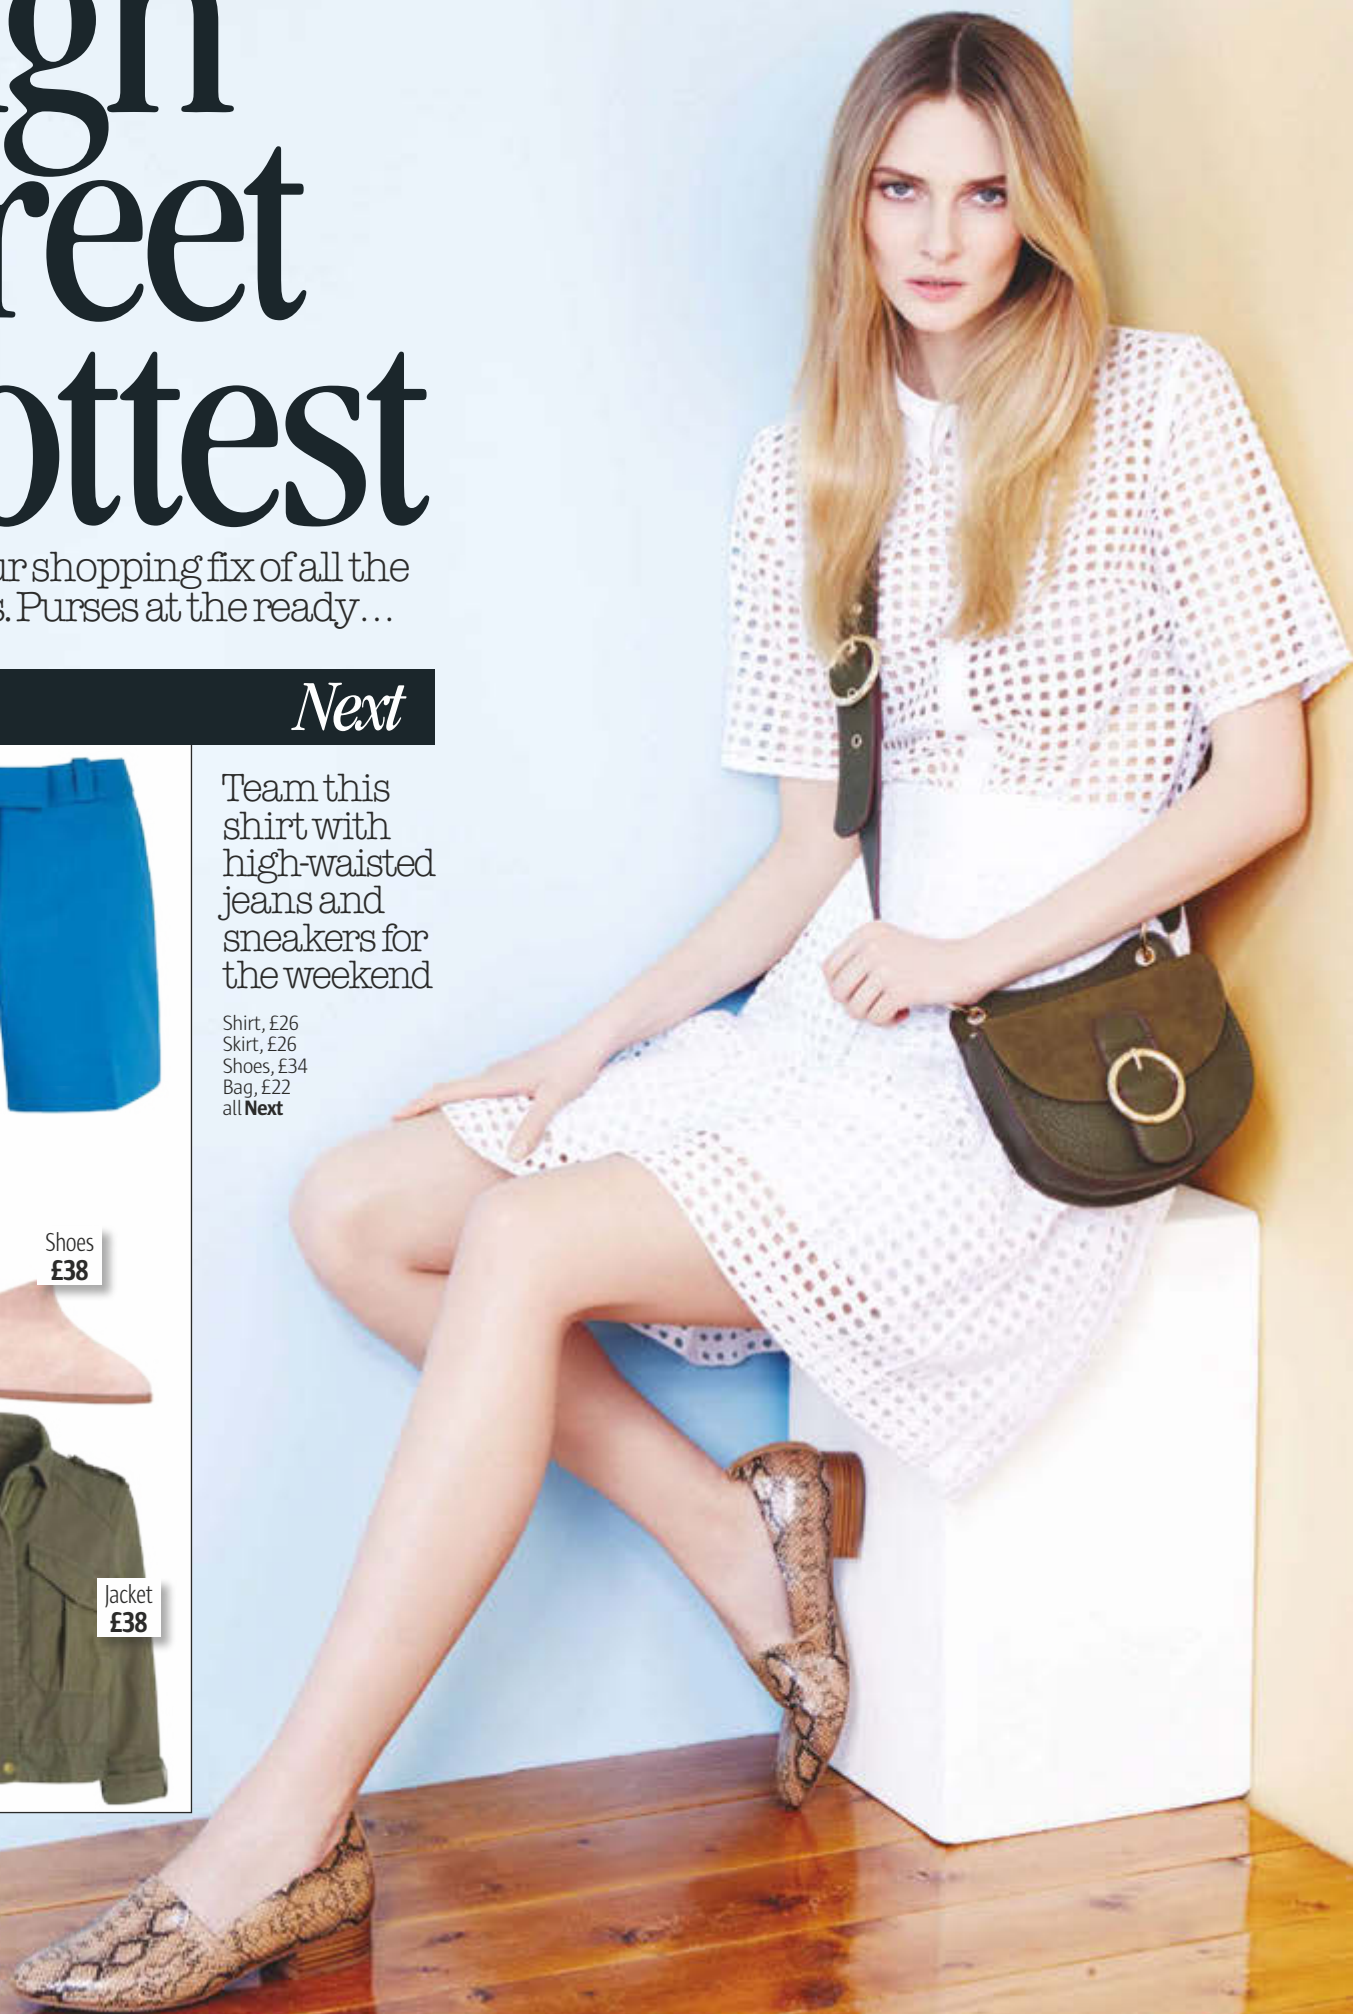 gh
reet
ottest
ur shopping fix of all the
s. Purses at the ready...
Next
Team this
shirt with
high-waisted
jeans and
sneakers for
the weekend
Shirt, £26
Skirt, £26
Shoes, £34
Bag, £22
all Next
Shoes
£38
Jacket
£38